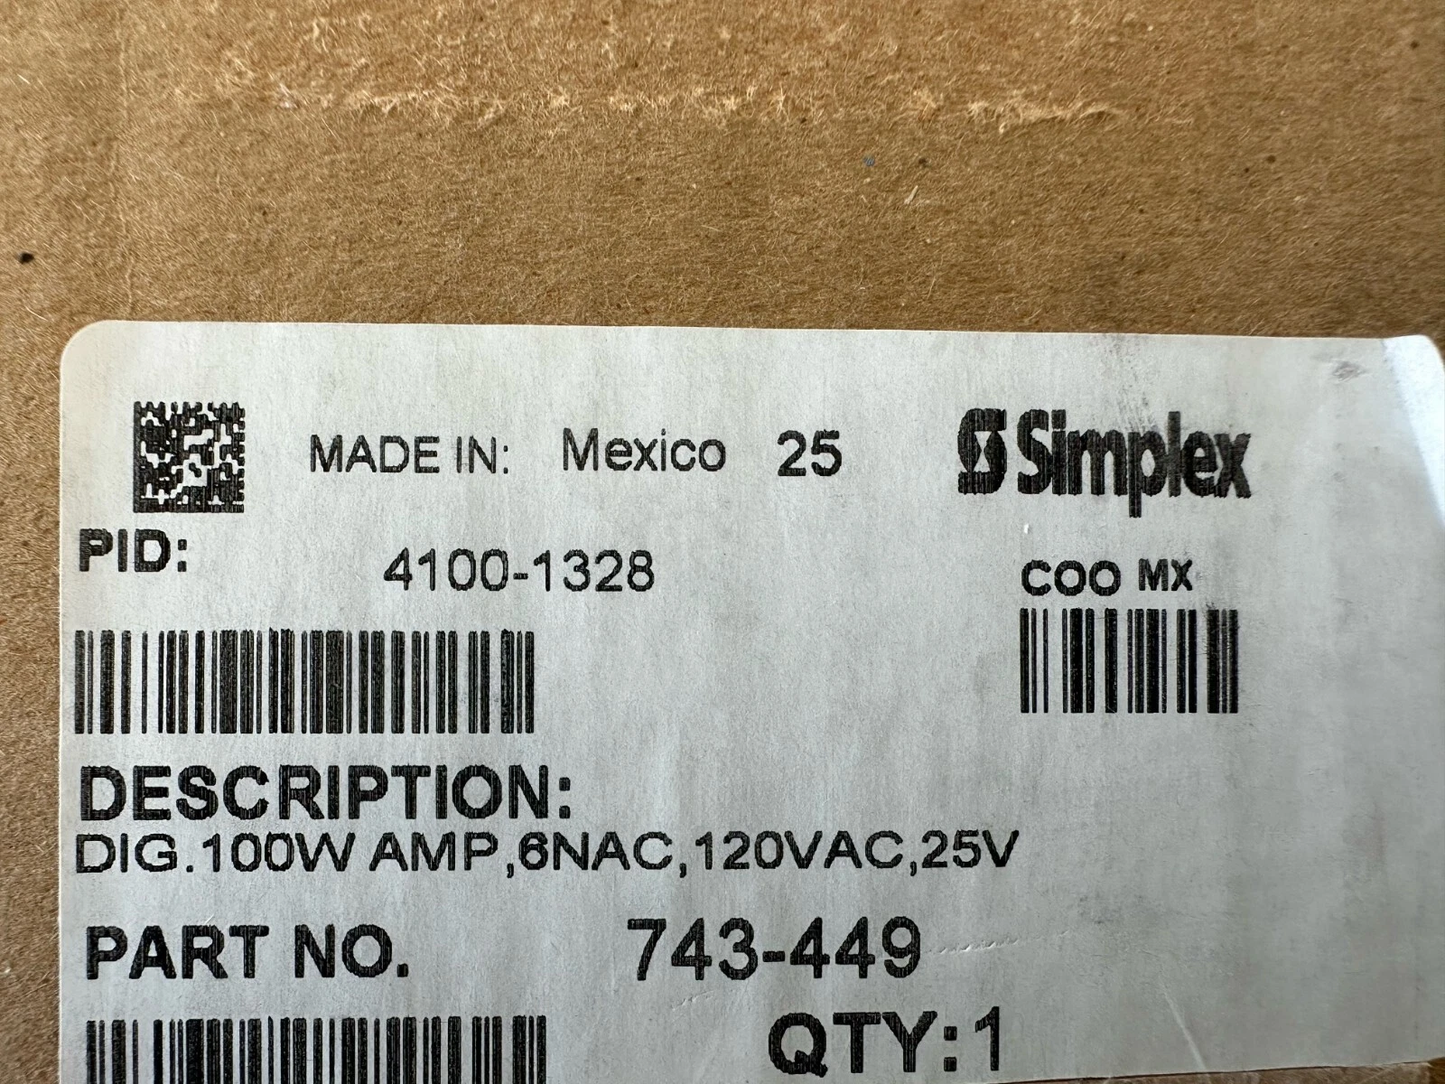 MADE IN: Mexico 25 Simplex
PID: 4100-1328
COO MX
DESCRIPTION:
DIG.100W AMP,6NAC,120VAC,25V
PART NO. 743-449
QTY:1